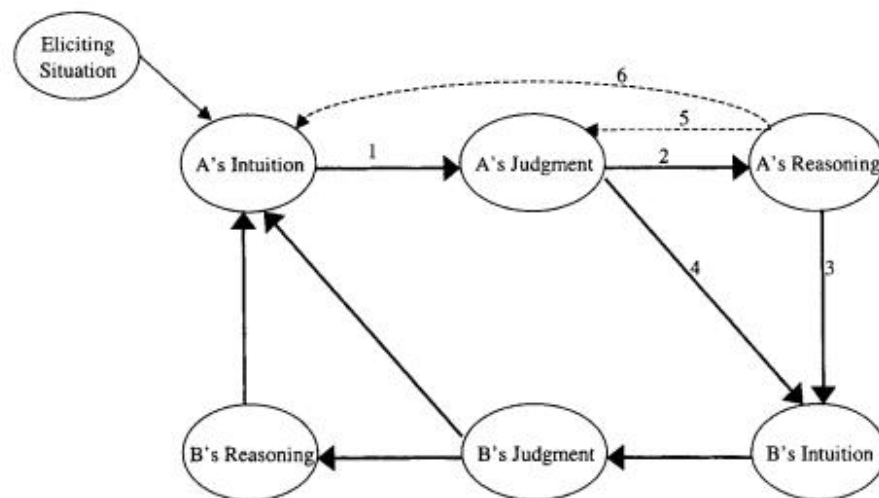 Eliciting
Situation
6
5
A's Intuition
1
A's Judgment
2
A's Reasoning
4
3
B's Reasoning
B's Judgment
B's Intuition